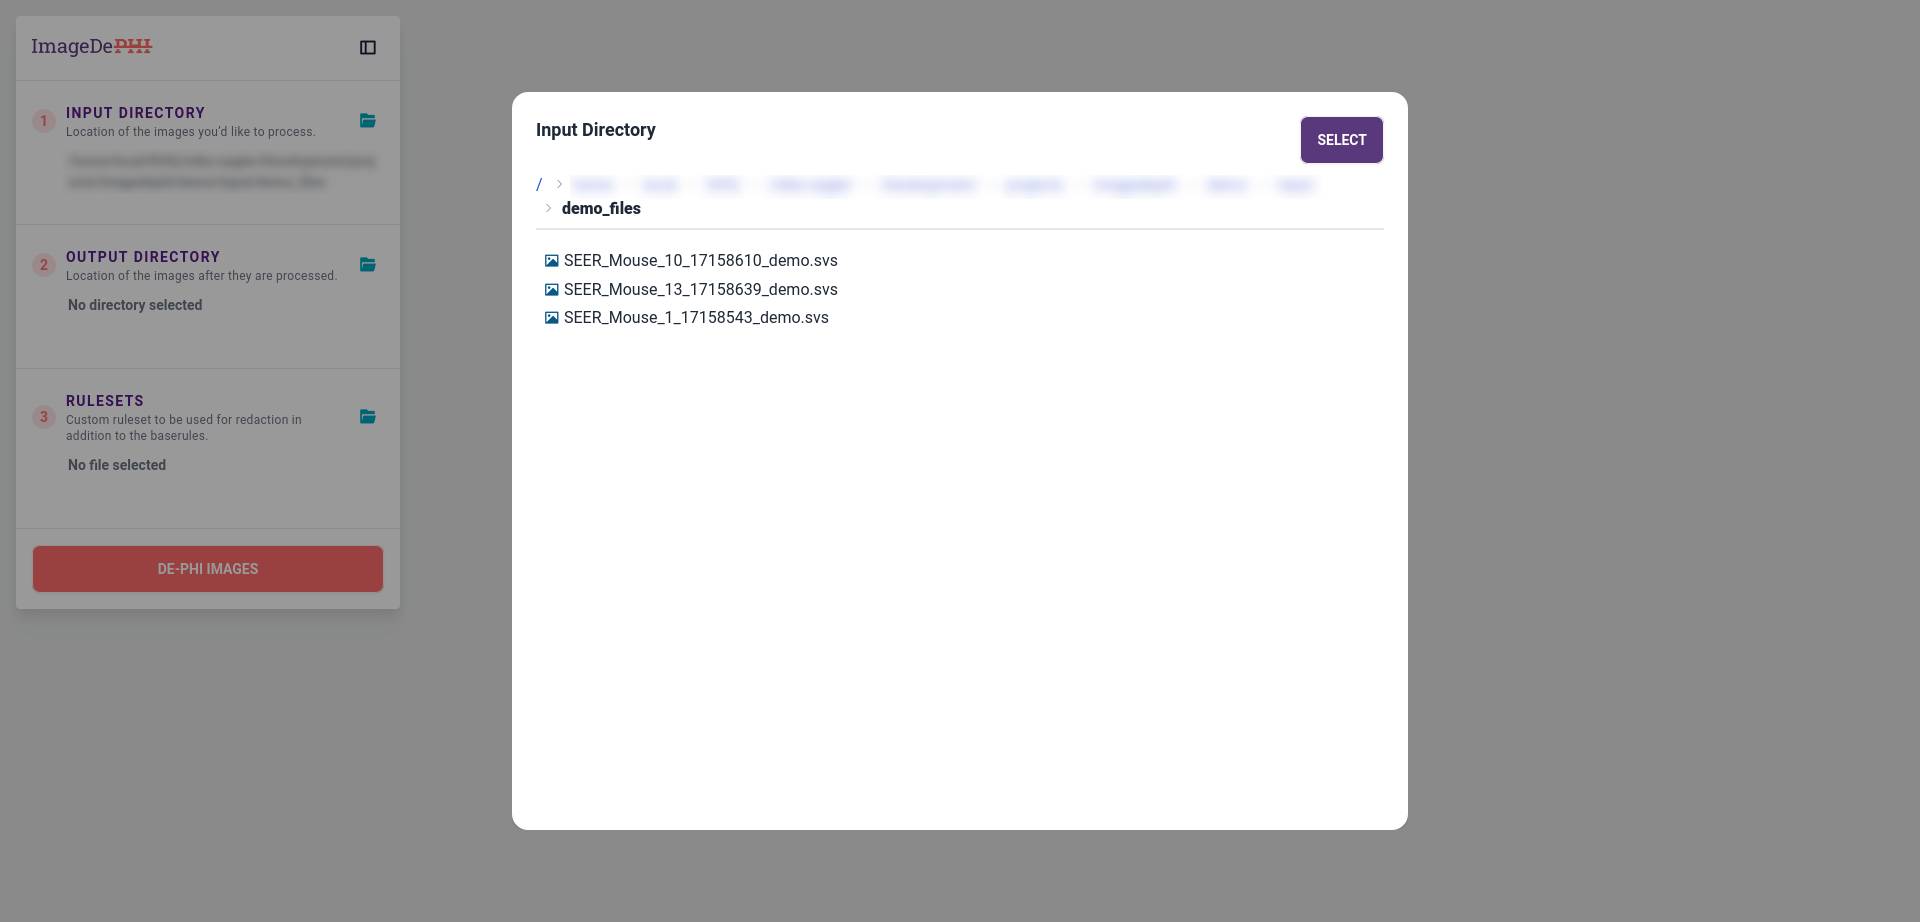 ImageDePHI
1
INPUT DIRECTORY
Location of the images you'd like to process.
2
OUTPUT DIRECTORY
Location of the images after they are processed.
No directory selected
3
RULESETS
Custom ruleset to be used for redaction in
addition to the baserules.
No file selected
DE-PHI IMAGES
Input Directory
SELECT
/ >
> demo_files
SEER_Mouse_10_17158610_demo.svs
SEER_Mouse_13_17158639_demo.svs
SEER_Mouse_1_17158543_demo.svs